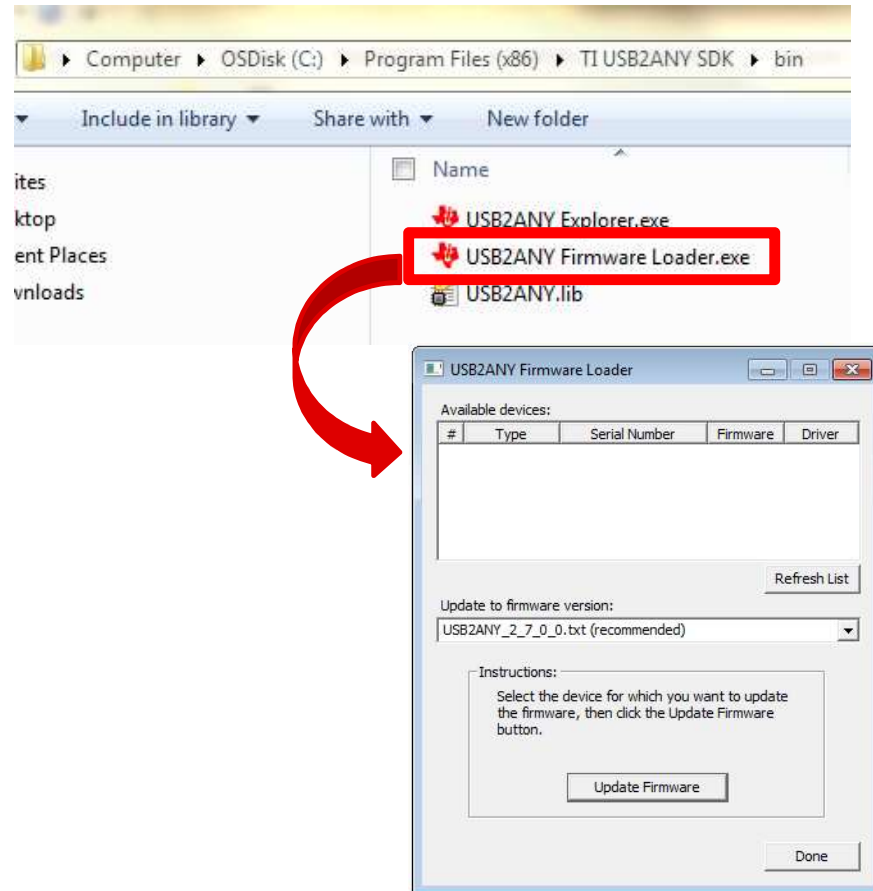 Computer ▸ OSDisk (C:) ▸ Program Files (x86) ▸ TI USB2ANY SDK ▸ bin
Include in library Share with New folder
ites
Name
ktop
USB2ANY Explorer.exe
ent Places
USB2ANY Firmware Loader.exe
vnloads
USB2ANY.lib
USB2ANY Firmware Loader
Available devices:
# Type Serial Number Firmware Driver
Refresh List
Update to firmware version:
USB2ANY_2_7_0_0.txt (recommended)
Instructions:
Select the device for which you want to update
the firmware, then click the Update Firmware
button.
Update Firmware
Done